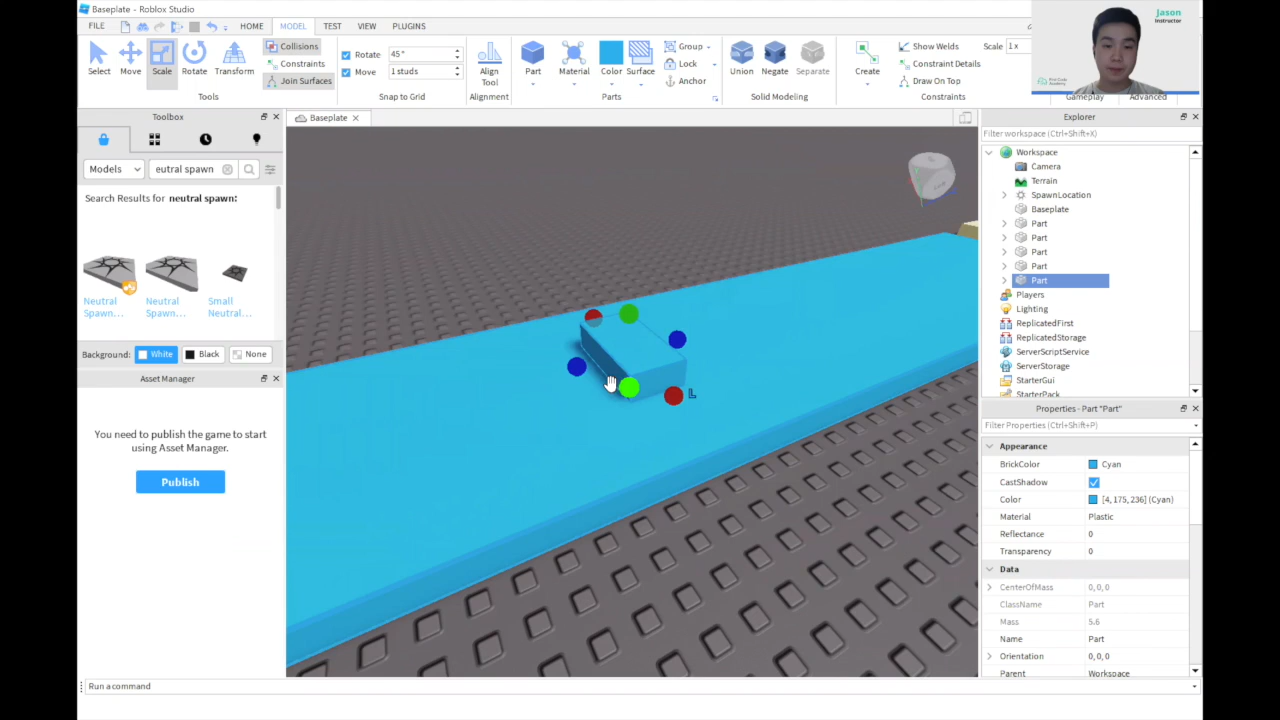 Baseplate - Roblox Studio
Jason
Instructor
First Code
Academy
FILE HOME MODEL TEST VIEW PLUGINS
Select Move Scale Rotate Transform
Collisions
Constraints
Join Surfaces
Tools
Rotate 45°
Move 1 studs
Snap to Grid
Align
Tool
Alignment
Part Material Color Surface
Group
Lock
Anchor
Parts
Union Negate Separate
Solid Modeling
Create
Show Welds Scale 1 x
Constraint Details
Draw On Top
Constraints
Gameplay Advanced
Toolbox
Models eutral spawn
Search Results for neutral spawn:
Neutral
Spawn...
Neutral
Spawn...
Small
Neutral...
Background: White Black None
Asset Manager
You need to publish the game to start
using Asset Manager.
Publish
Baseplate
L
Explorer
Filter workspace (Ctrl+Shift+X)
Workspace
Camera
Terrain
SpawnLocation
Baseplate
Part
Part
Part
Part
Part
Players
Lighting
ReplicatedFirst
ReplicatedStorage
ServerScriptService
ServerStorage
StarterGui
StarterPack
Properties - Part "Part"
Filter Properties (Ctrl+Shift+P)
Appearance
BrickColor Cyan
CastShadow
Color [4, 175, 236] (Cyan)
Material Plastic
Reflectance 0
Transparency 0
Data
CenterOfMass 0, 0, 0
ClassName Part
Mass 5.6
Name Part
Orientation 0, 0, 0
Parent Workspace
Run a command